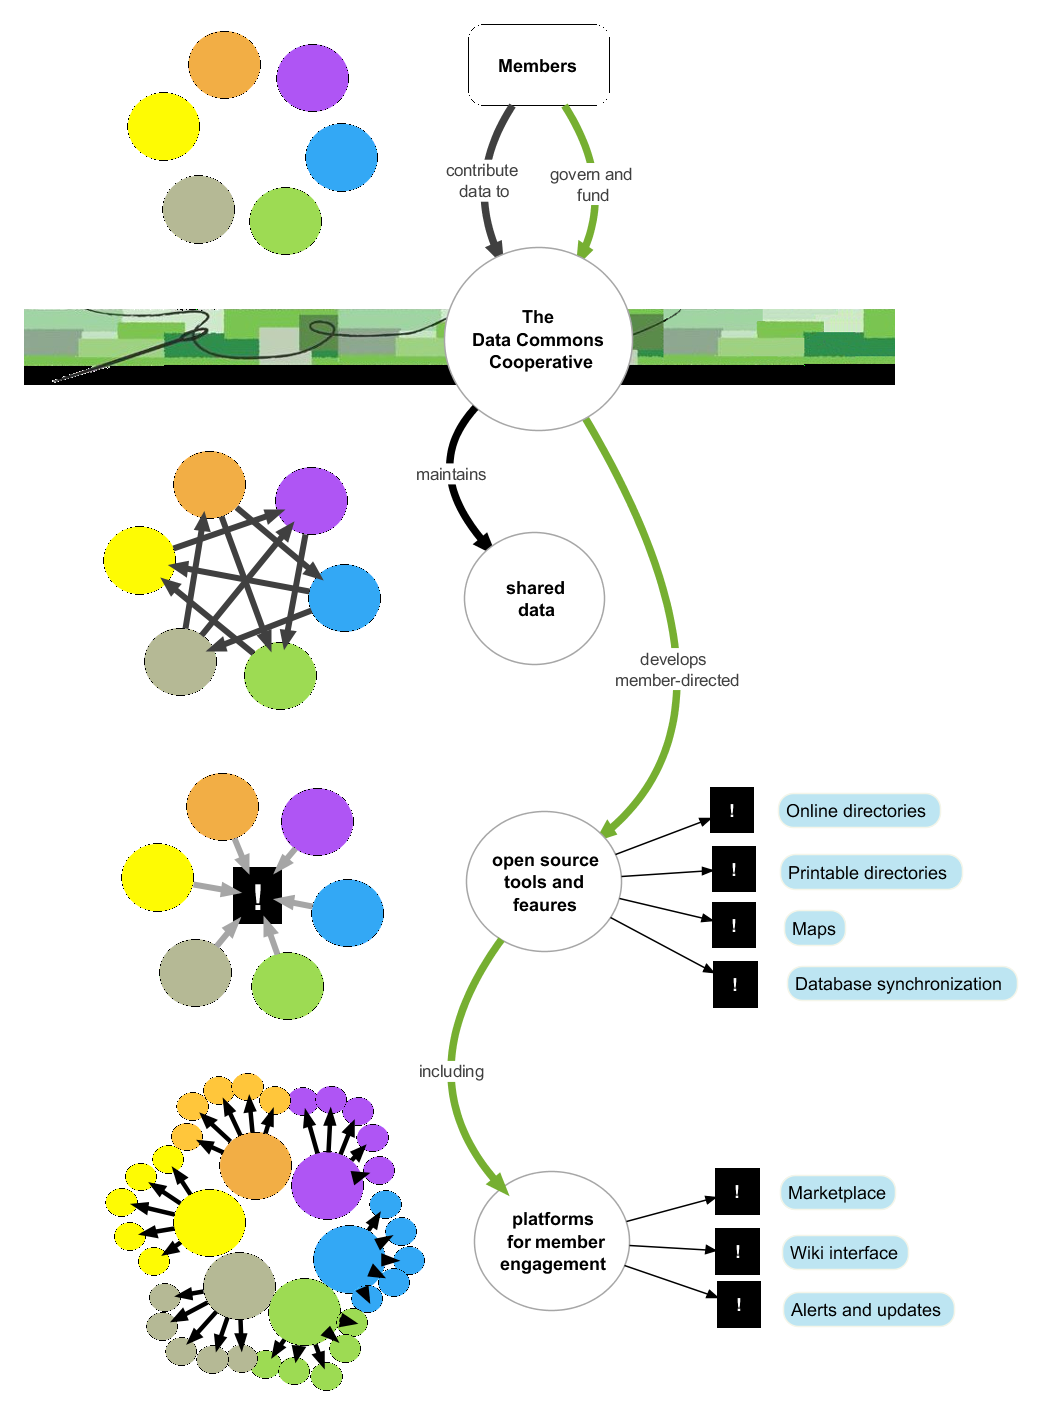 Members
contribute
data to
govern and
fund
The
Data Commons
Cooperative
maintains
shared
data
develops
member-directed
open source
tools and
feaures
!
!
Online directories
!
Printable directories
!
Maps
!
Database synchronization
including
platforms
for member
engagement
!
Marketplace
!
Wiki interface
!
Alerts and updates